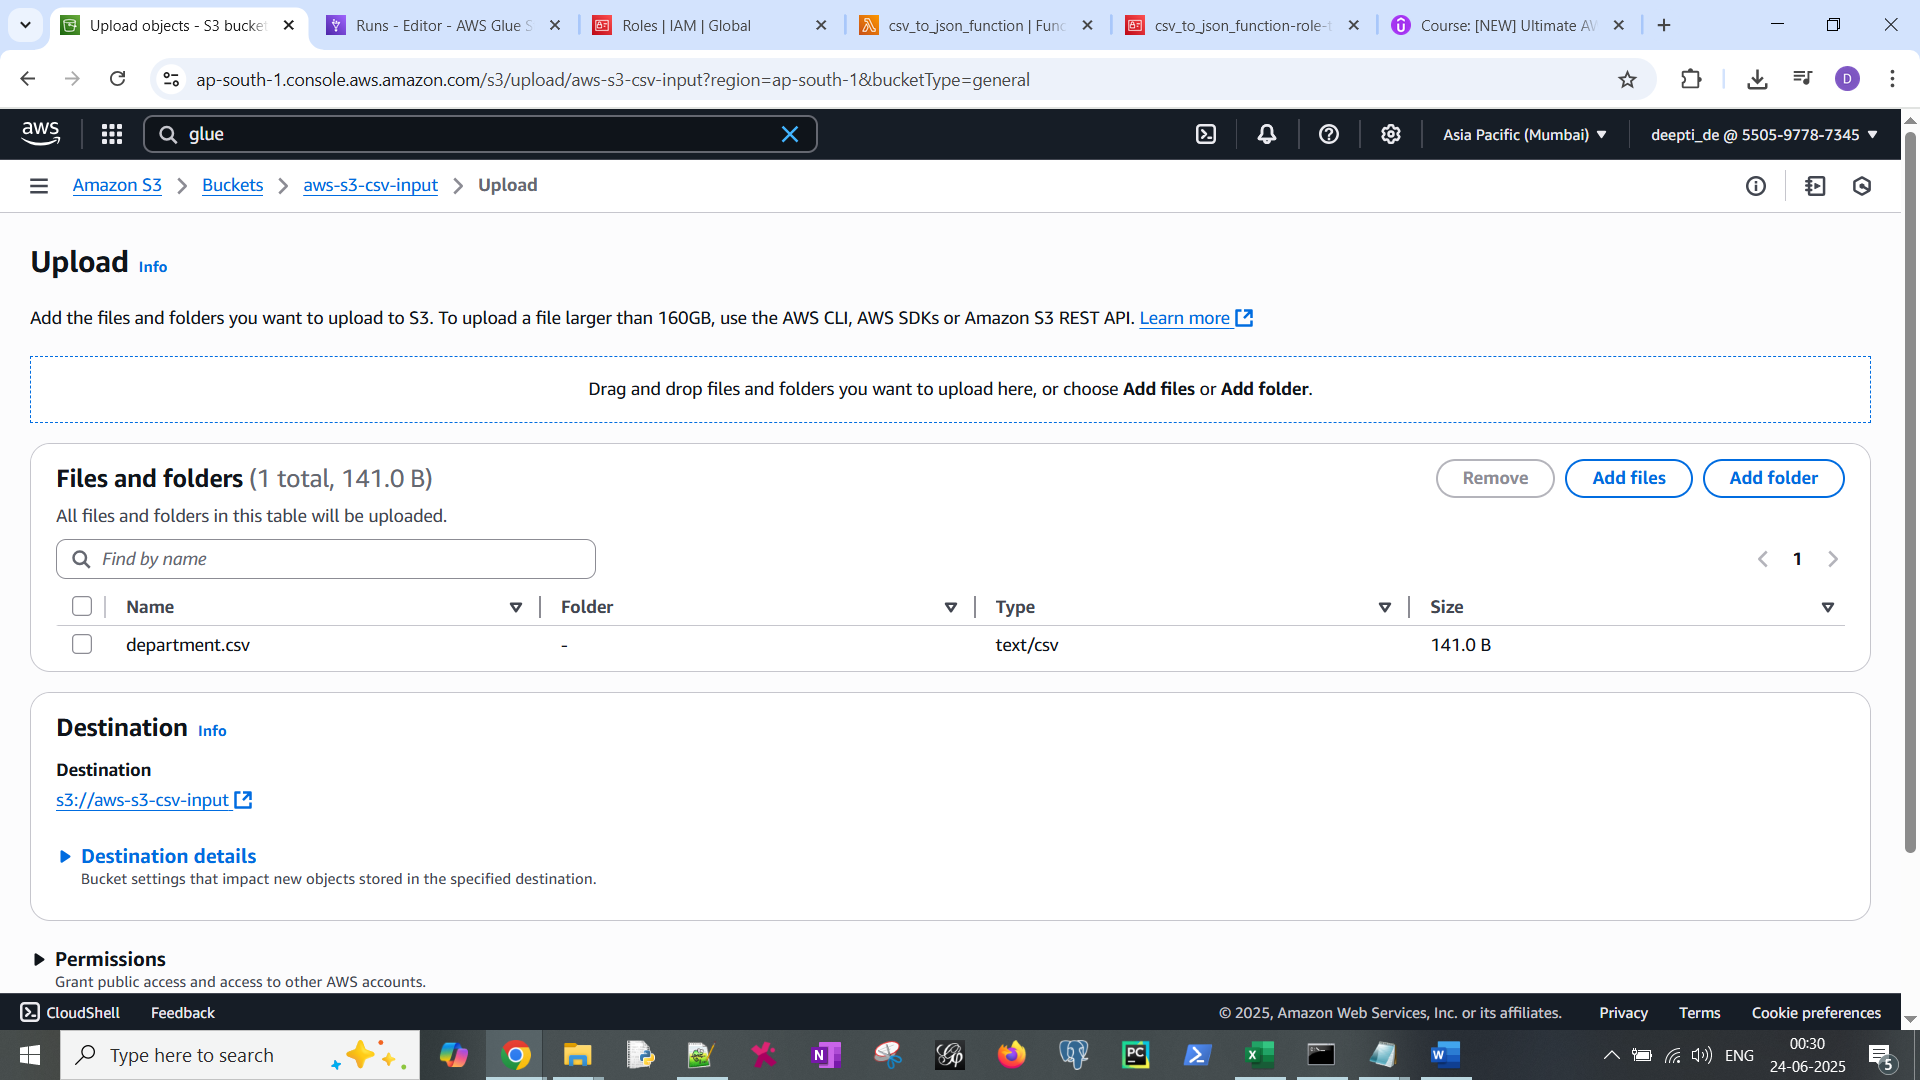 Upload objects - S3 bucket
Runs - Editor - AWS Glue S
Roles | IAM | Global
csv_to_json_function | Func
csv_to_json_function-role-t
Course: [NEW] Ultimate AW
ap-south-1.console.aws.amazon.com/s3/upload/aws-s3-csv-input?region=ap-south-1&bucketType=general
D
aws
glue
Asia Pacific (Mumbai)
deepti_de @ 5505-9778-7345
Amazon S3
Buckets
aws-s3-csv-input
Upload
Upload Info
Add the files and folders you want to upload to S3. To upload a file larger than 160GB, use the AWS CLI, AWS SDKs or Amazon S3 REST API. Learn more
Drag and drop files and folders you want to upload here, or choose Add files or Add folder.
Files and folders (1 total, 141.0 B)
Remove
Add files
Add folder
All files and folders in this table will be uploaded.
Find by name
1
Name
Folder
Type
Size
department.csv
-
text/csv
141.0 B
Destination Info
Destination
s3://aws-s3-csv-input
Destination details
Bucket settings that impact new objects stored in the specified destination.
Permissions
Grant public access and access to other AWS accounts.
CloudShell
Feedback
© 2025, Amazon Web Services, Inc. or its affiliates.
Privacy
Terms
Cookie preferences
Type here to search
ENG
00:30
24-06-2025
5